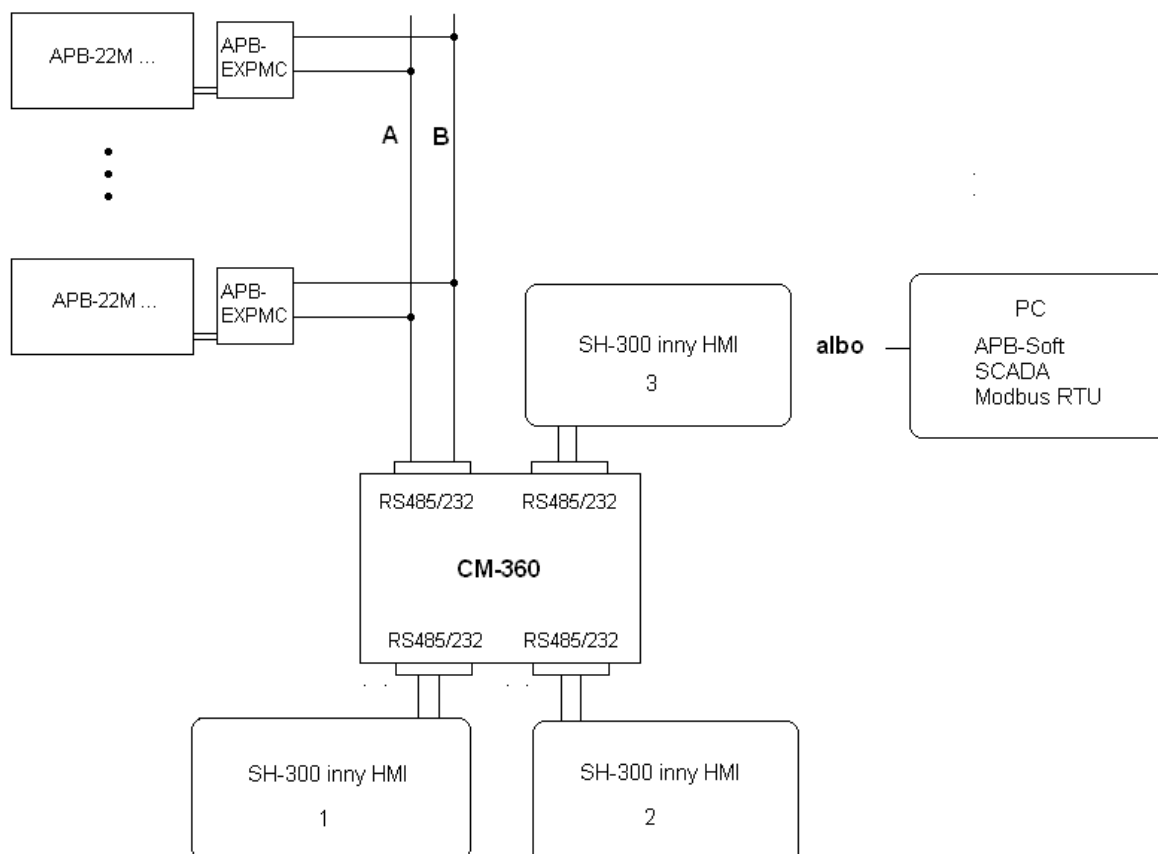 APB-22M ...
APB-
EXPMC
A
B
APB-22M ...
APB-
EXPMC
SH-300 inny HMI
3
albo
PC
APB-Soft
SCADA
Modbus RTU
RS485/232
RS485/232
CM-360
RS485/232
RS485/232
SH-300 inny HMI
1
SH-300 inny HMI
2